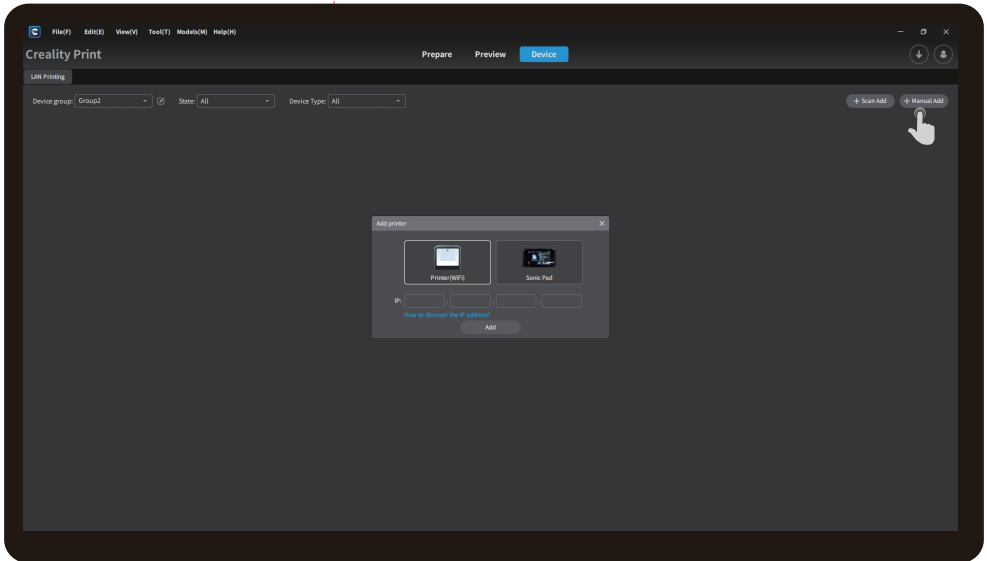 File(F) Edit(E) View(V) Tool(T) Models(M) Help(H)
Creality Print
Prepare Preview Device
LAN Printing
Device group: Group2 State: All Device Type: All + Scan Add + Manual Add
Add printer
Printer(WiFi) Sonic Pad
IP: . . .
How to discover the IP address?
Add